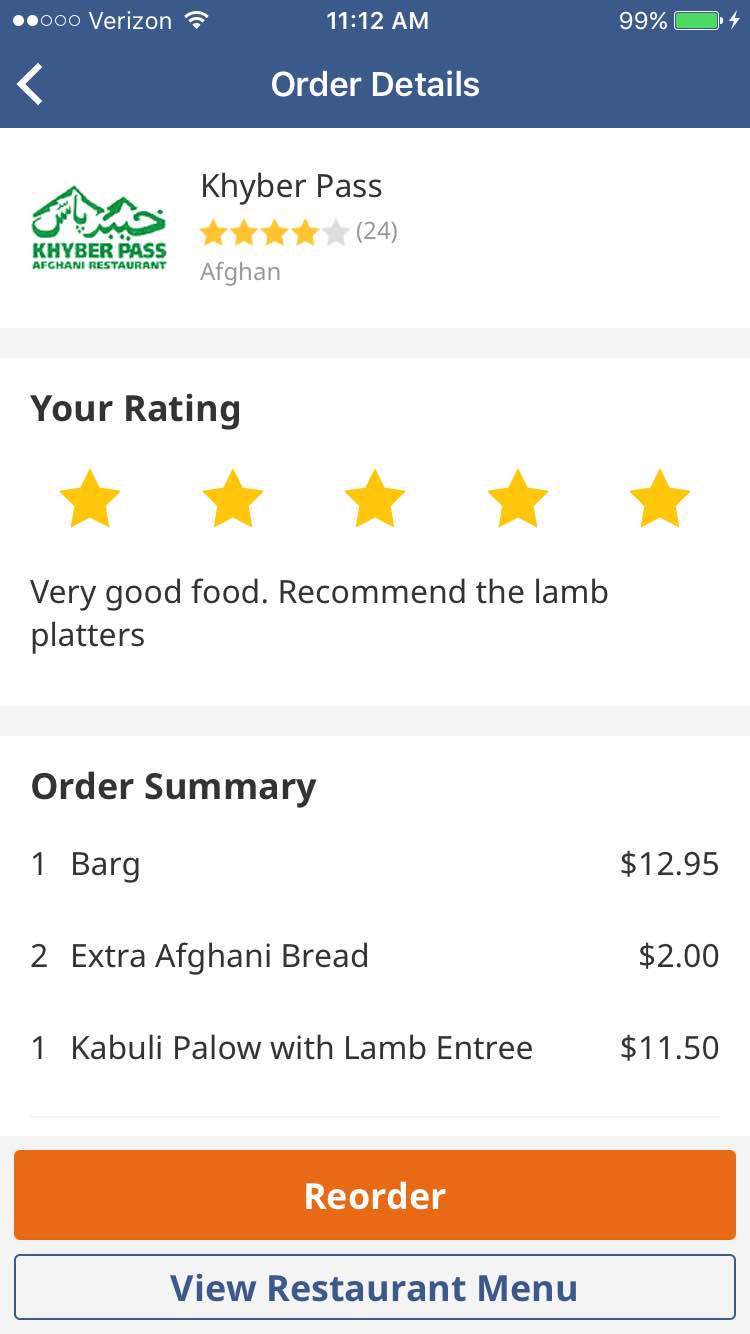 Verizon 11:12 AM 99%
Order Details
خیبر پاس
KHYBER PASS
AFGHANI RESTAURANT
Khyber Pass
(24)
Afghan
Your Rating
Very good food. Recommend the lamb
platters
Order Summary
1 Barg $12.95
2 Extra Afghani Bread $2.00
1 Kabuli Palow with Lamb Entree $11.50
Reorder
View Restaurant Menu